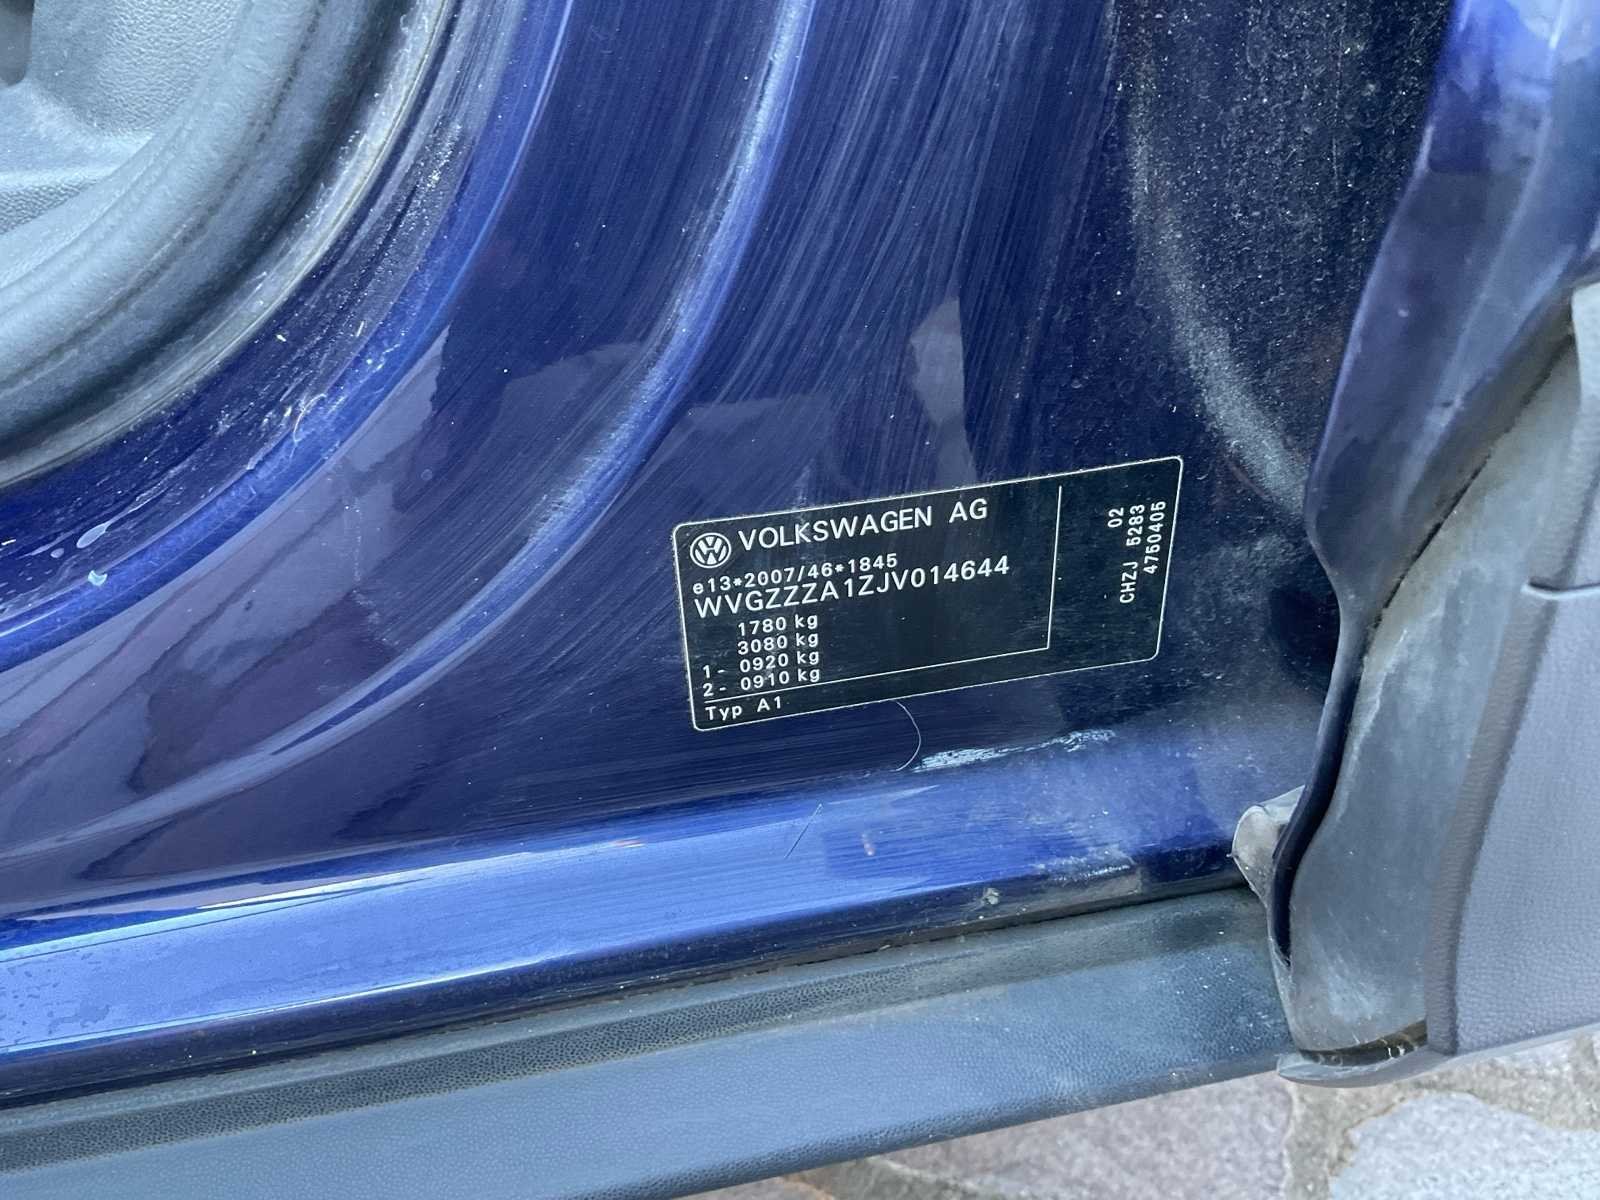 VOLKSWAGEN AG
e13*2007/46*1845
WVGZZZA1ZJV014644
1780 kg
3080 kg
1- 0920 kg
2- 0910 kg
Typ A1
02
CHZJ 5283
4750405